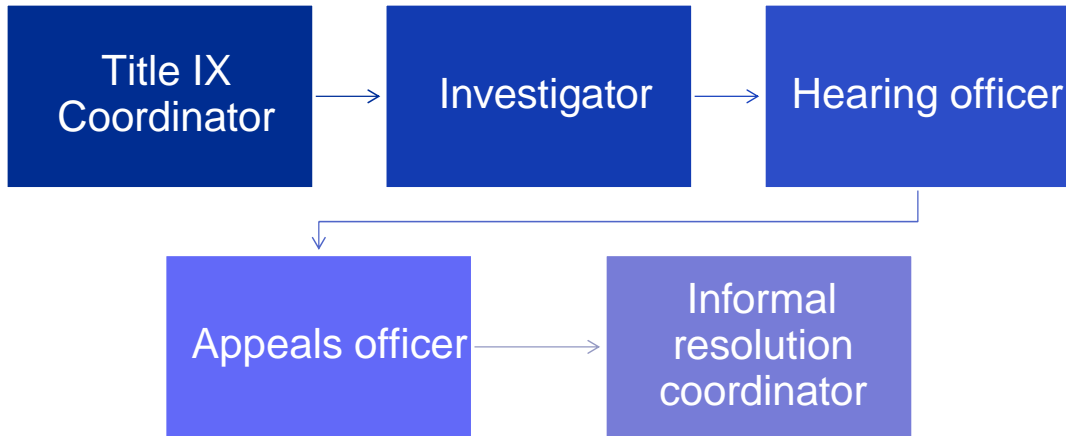 Title IX
Coordinator
Investigator
Hearing officer
Appeals officer
Informal
resolution
coordinator